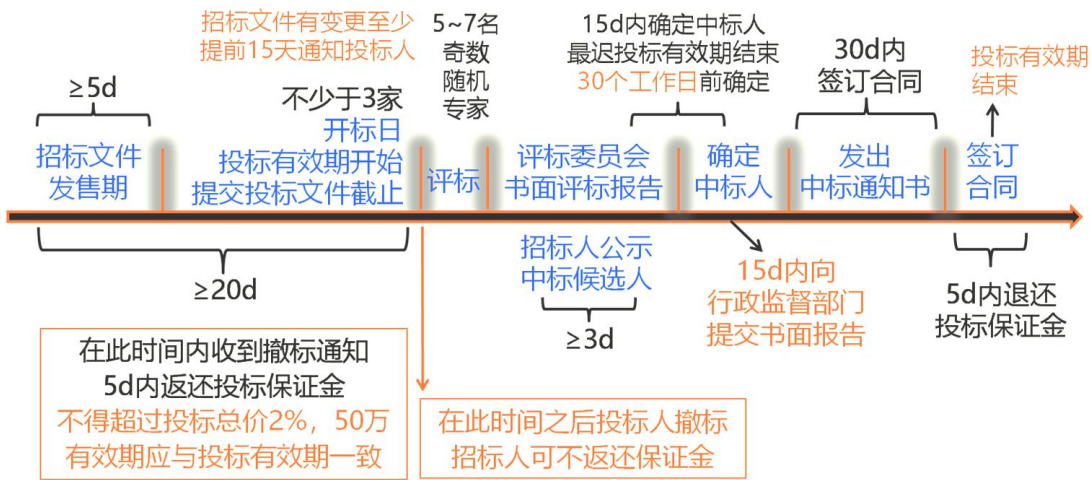 招标文件有变更至少
提前15天通知投标人
5~7名
奇数
随机
专家
15d内确定中标人
最迟投标有效期结束
30个工作日前确定
30d内
签订合同
投标有效期
结束
≥5d
不少于3家
招标文件
发售期
开标日
投标有效期开始
提交投标文件截止
评标
评标委员会
书面评标报告
确定
中标人
发出
中标通知书
签订
合同
≥20d
招标人公示
中标候选人
≥3d
15d内向
行政监督部门
提交书面报告
5d内退还
投标保证金
在此时间内收到撤标通知
5d内返还投标保证金
不得超过投标总价2%，50万
有效期应与投标有效期一致
在此时间之后投标人撤标
招标人可不返还保证金